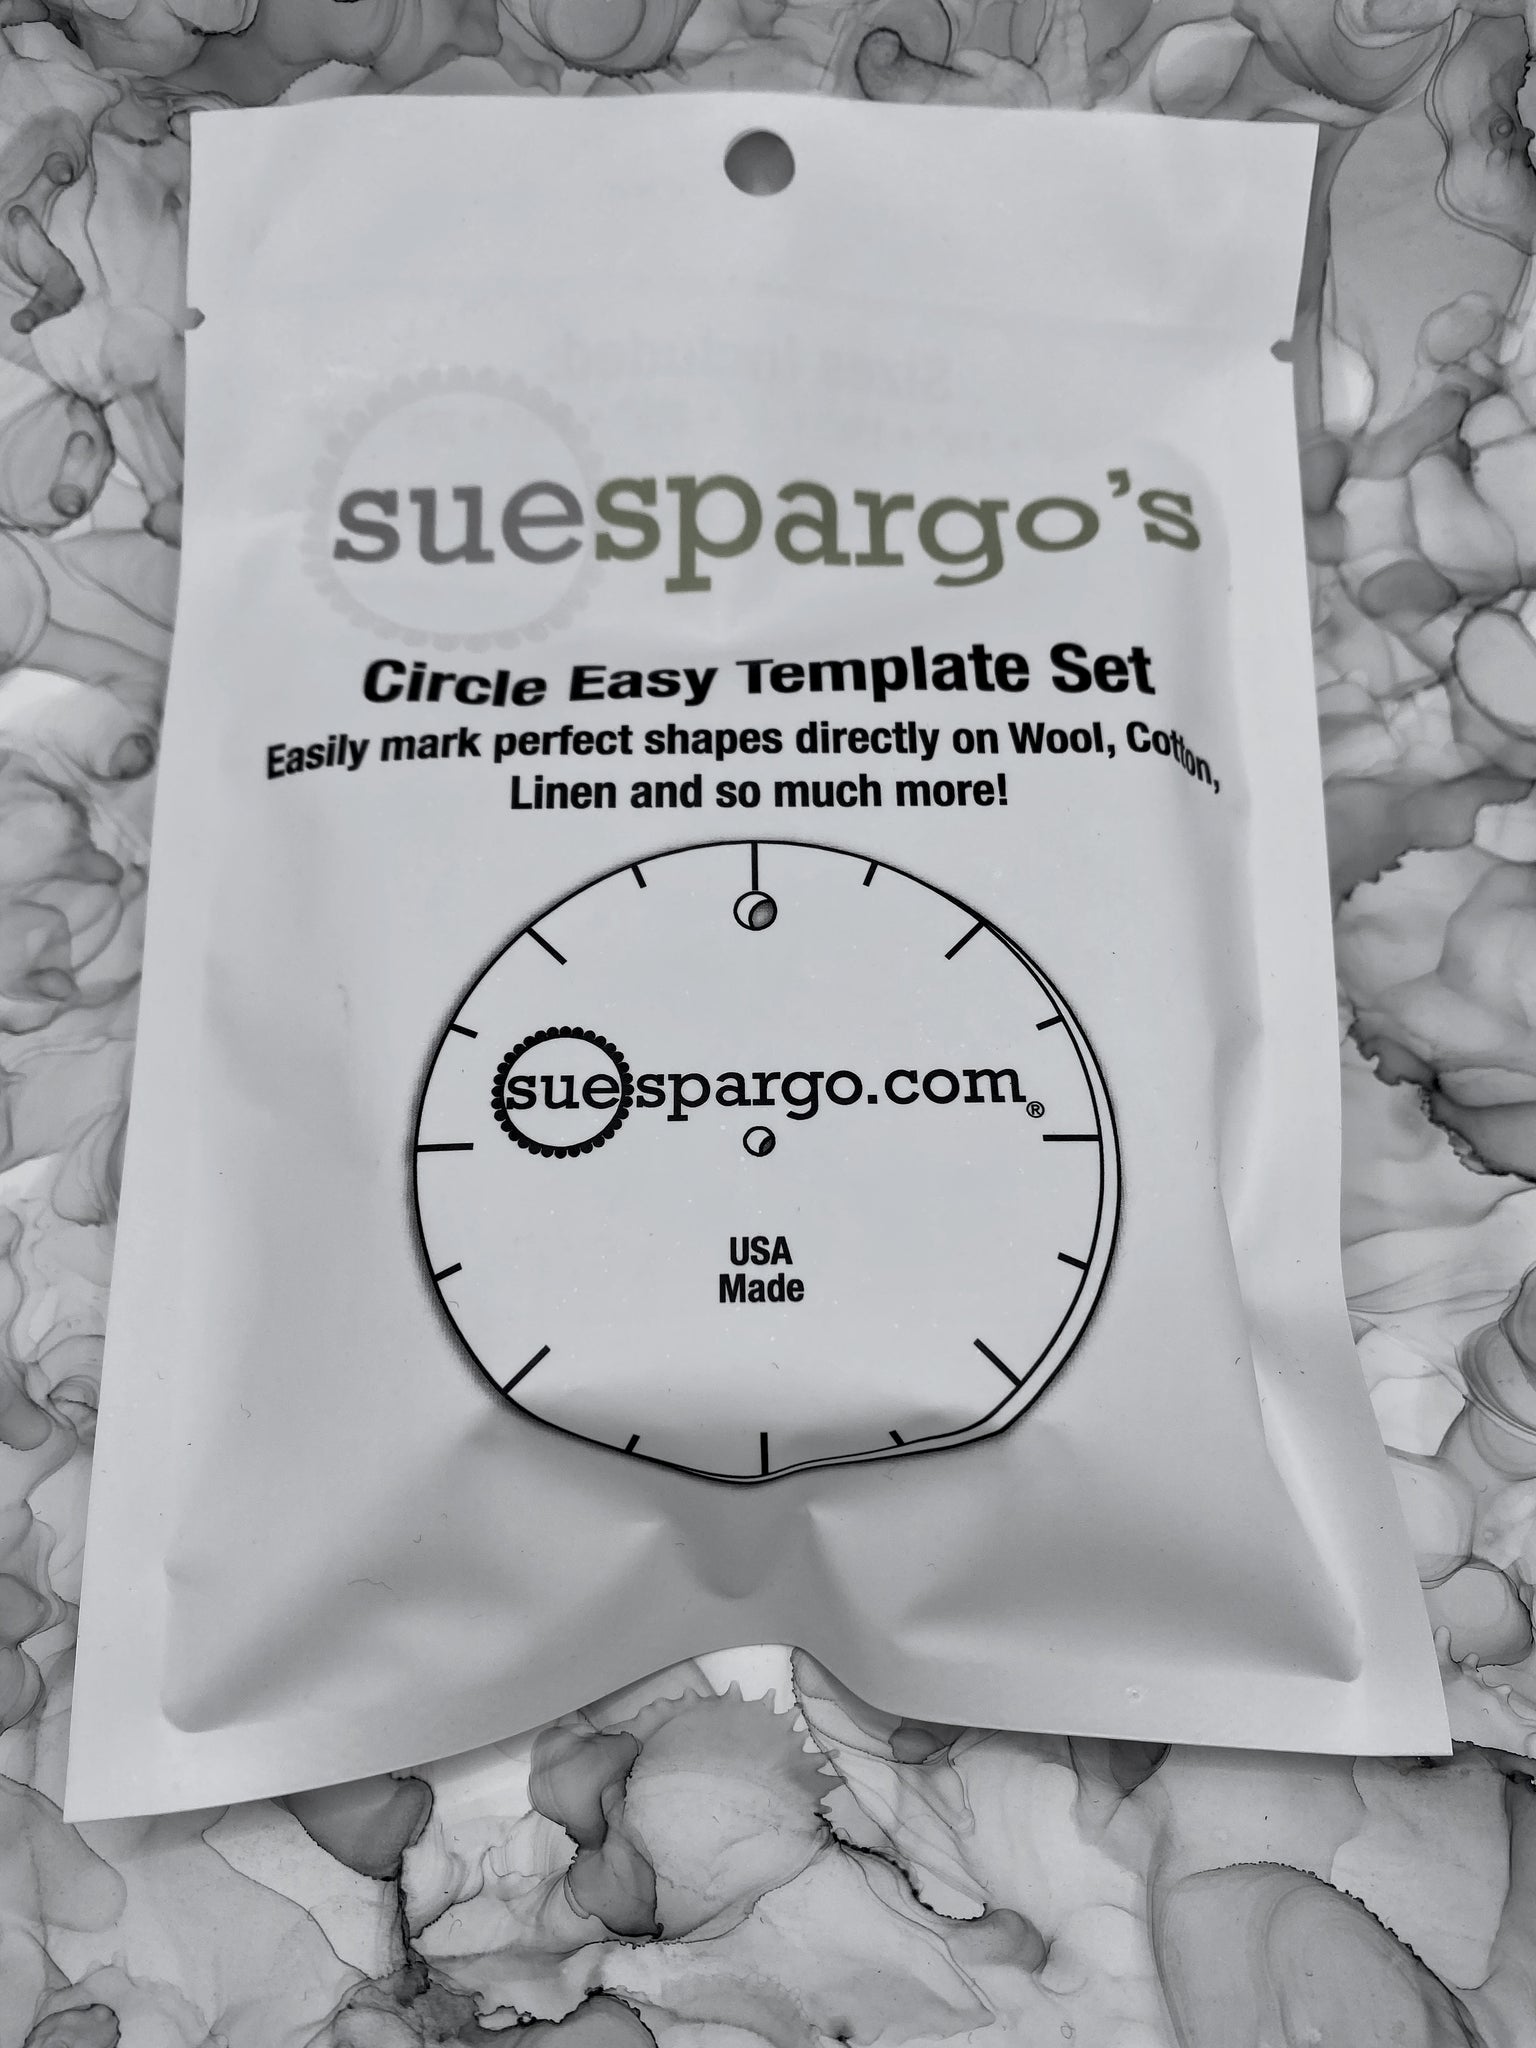 suespargo's
Circle Easy Template Set
Easily mark perfect shapes directly on Wool, Cotton,
Linen and so much more!
suespargo.com®
USA
Made